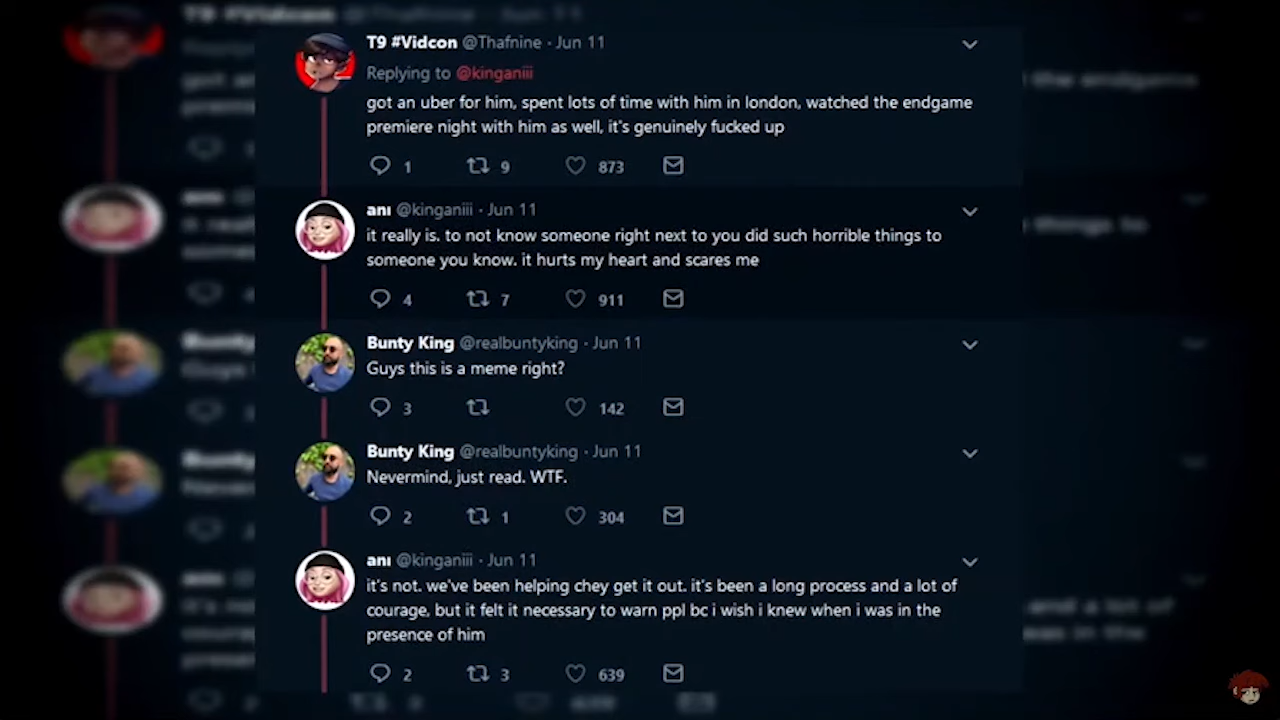 T9 #Vidcon @Thafnine · Jun 11
Replying to @kinganiii
got an uber for him, spent lots of time with him in london, watched the endgame
premiere night with him as well, it's genuinely fucked up
1 9 873
anı @kinganiii · Jun 11
it really is. to not know someone right next to you did such horrible things to
someone you know. it hurts my heart and scares me
4 7 911
Bunty King @realbuntyking · Jun 11
Guys this is a meme right?
3 142
Bunty King @realbuntyking · Jun 11
Nevermind, just read. WTF.
2 1 304
anı @kinganiii · Jun 11
it's not. we've been helping chey get it out. it's been a long process and a lot of
courage, but it felt it necessary to warn ppl bc i wish i knew when i was in the
presence of him
2 3 639